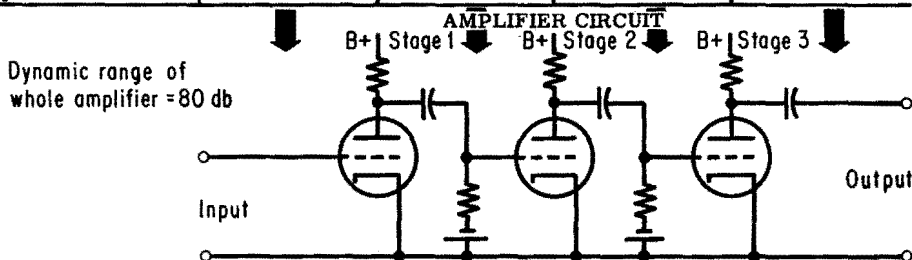 AMPLIFIER CIRCUIT
B+ Stage 1 B+ Stage 2 B+ Stage 3
Dynamic range of
whole amplifier = 80 db
Input
Output